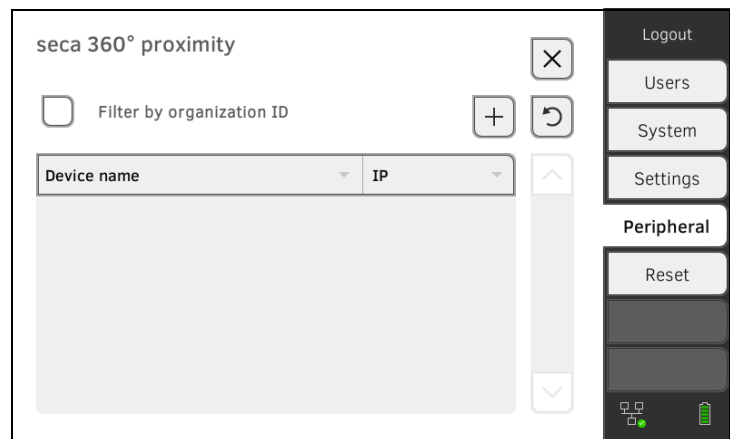 seca 360° proximity
Filter by organization ID
Device name
IP
Logout
Users
System
Settings
Peripheral
Reset